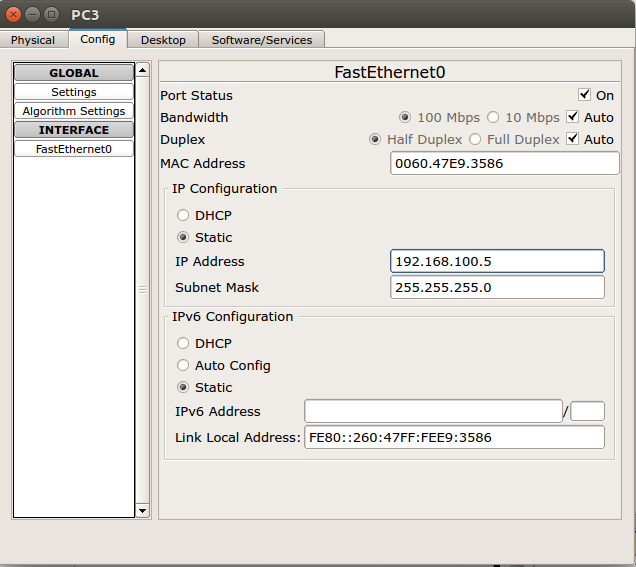 PC3
Physical Config Desktop Software/Services
GLOBAL
Settings
Algorithm Settings
INTERFACE
FastEthernet0
FastEthernet0
Port Status On
Bandwidth 100 Mbps 10 Mbps Auto
Duplex Half Duplex Full Duplex Auto
MAC Address 0060.47E9.3586
IP Configuration
DHCP
Static
IP Address 192.168.100.5
Subnet Mask 255.255.255.0
IPv6 Configuration
DHCP
Auto Config
Static
IPv6 Address /
Link Local Address: FE80::260:47FF:FEE9:3586